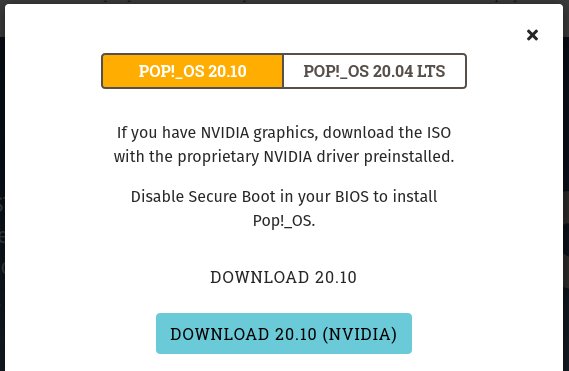 ×
POP!_OS 20.10 POP!_OS 20.04 LTS
If you have NVIDIA graphics, download the ISO
with the proprietary NVIDIA driver preinstalled.
Disable Secure Boot in your BIOS to install
Pop!_OS.
DOWNLOAD 20.10
DOWNLOAD 20.10 (NVIDIA)